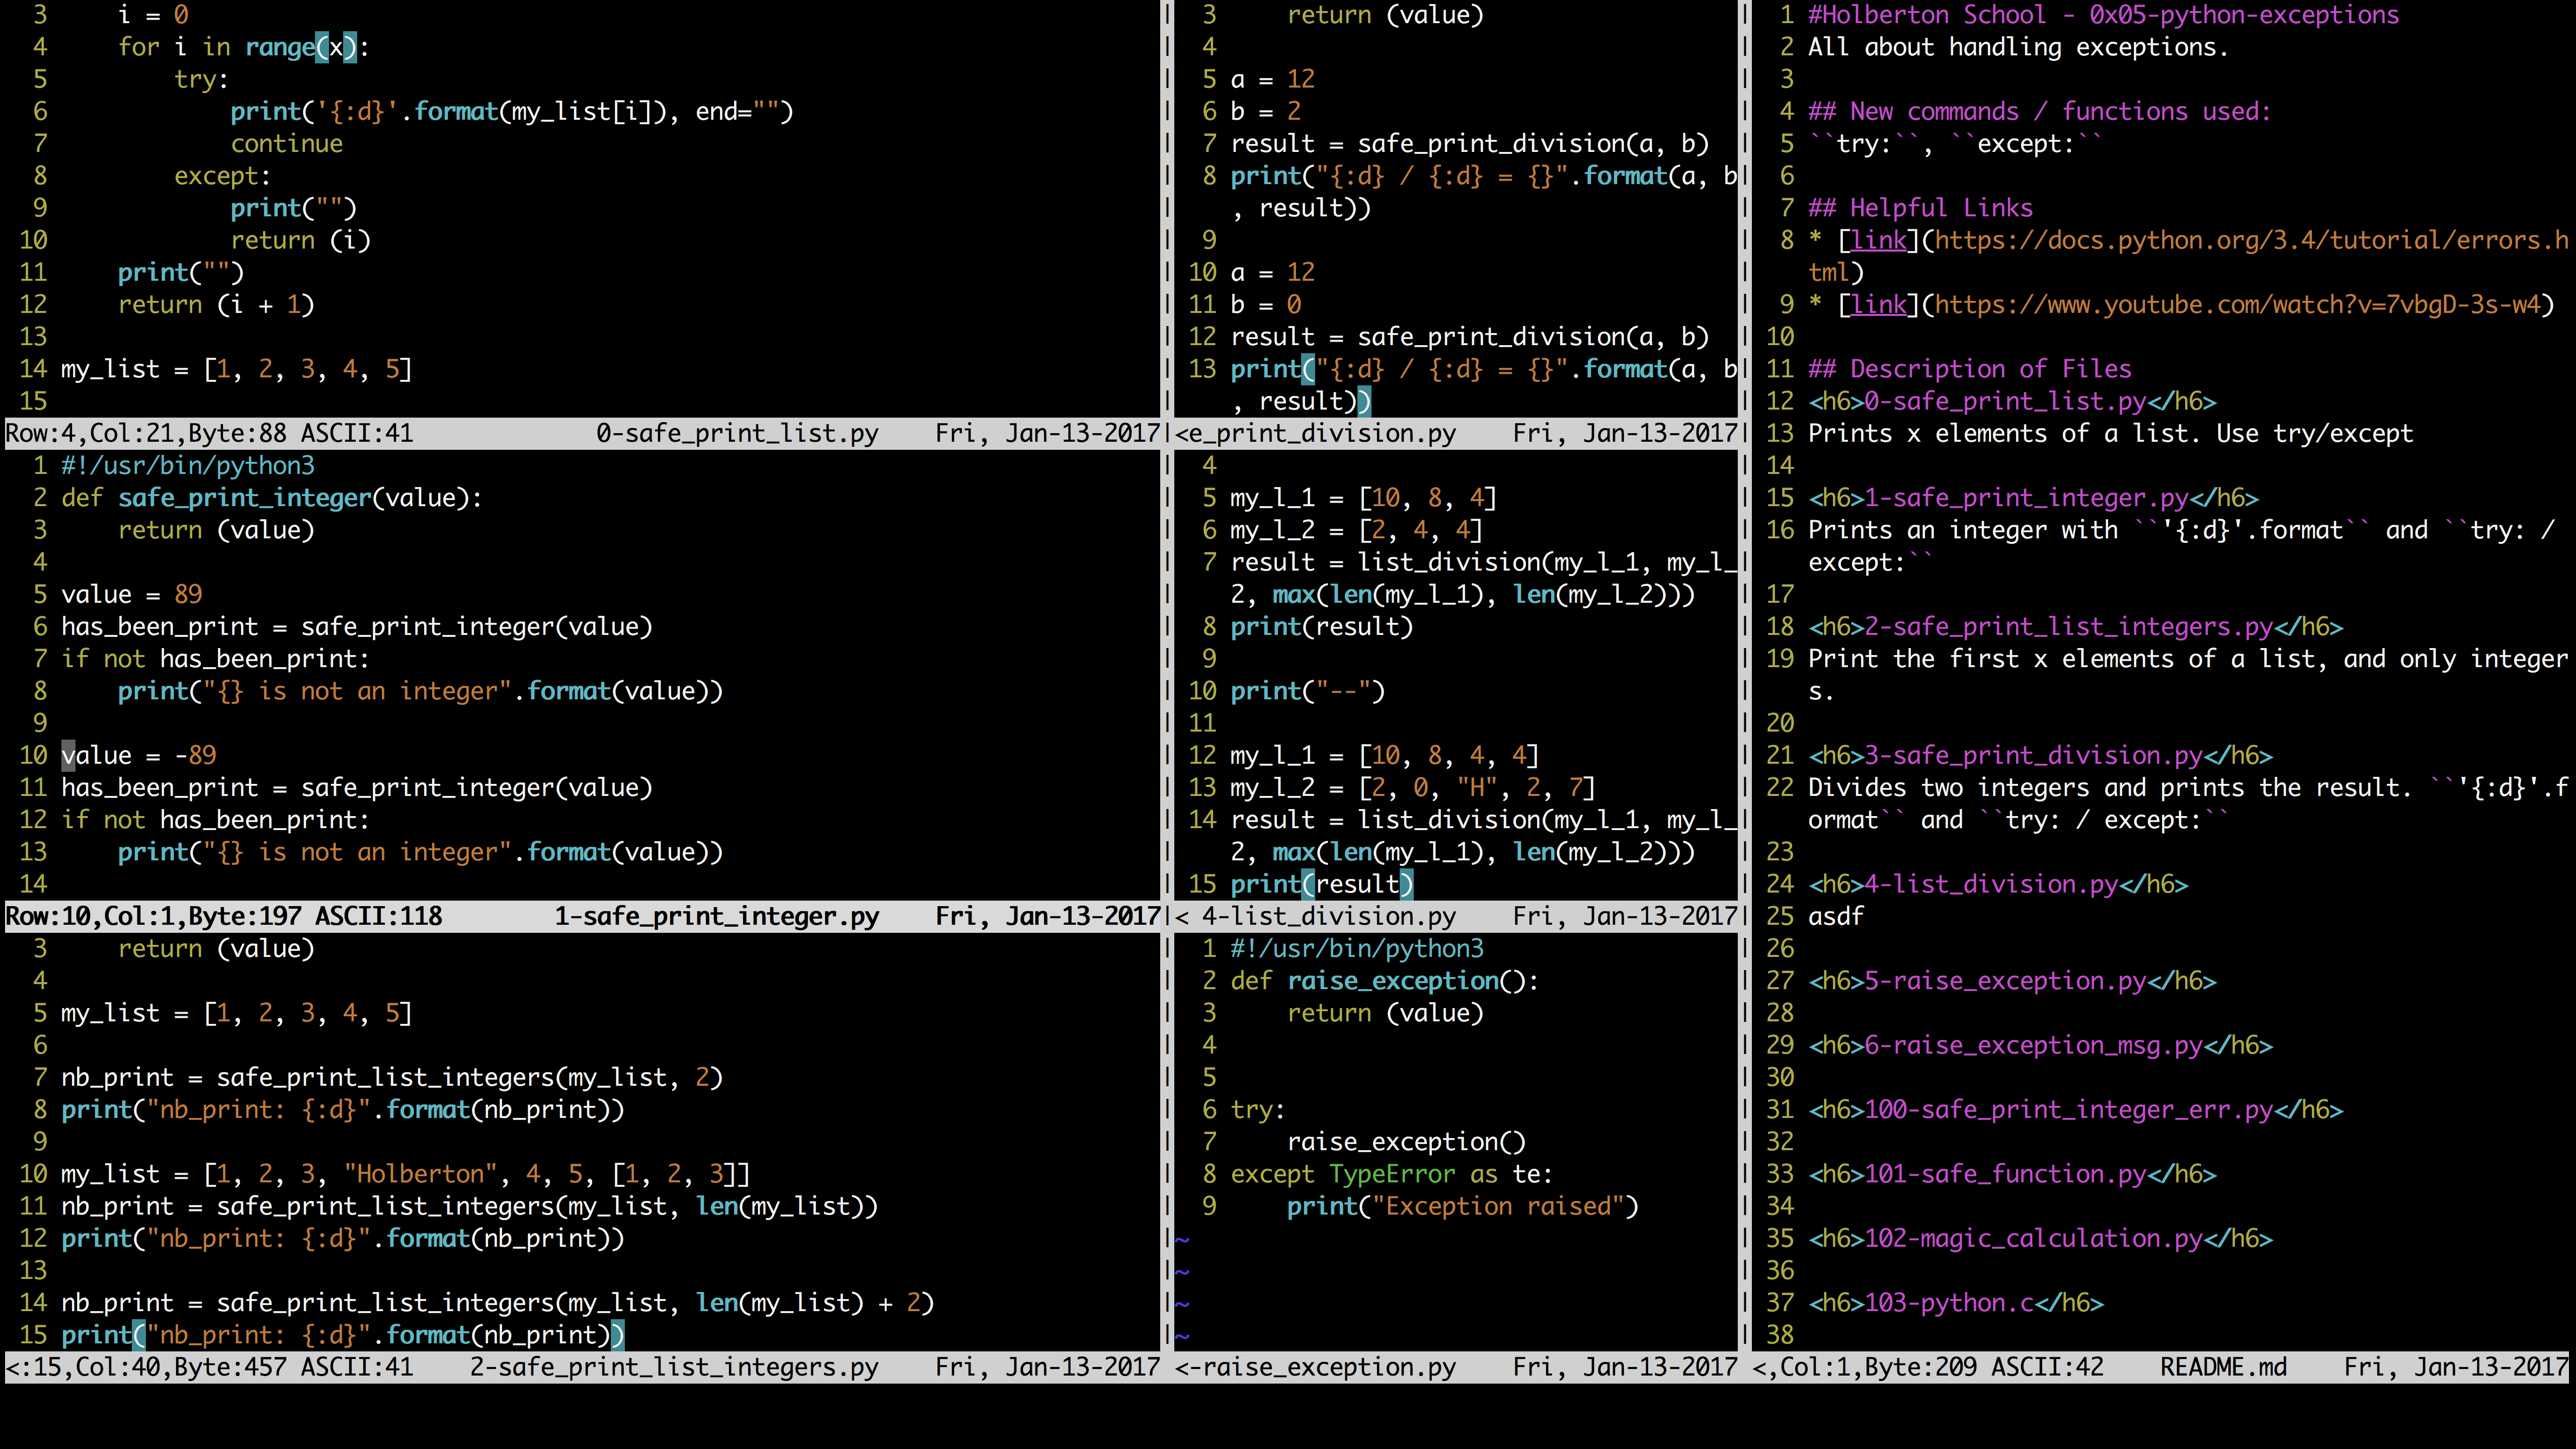 3     i = 0
4     for i in range(x):
5         try:
6             print('{:d}'.format(my_list[i]), end="")
7             continue
8         except:
9             print("")
10             return (i)
11     print("")
12     return (i + 1)
13
14 my_list = [1, 2, 3, 4, 5]
15
Row:4,Col:21,Byte:88 ASCII:41 0-safe_print_list.py Fri, Jan-13-2017
1 #!/usr/bin/python3
2 def safe_print_integer(value):
3     return (value)
4
5 value = 89
6 has_been_print = safe_print_integer(value)
7 if not has_been_print:
8     print("{} is not an integer".format(value))
9
10 value = -89
11 has_been_print = safe_print_integer(value)
12 if not has_been_print:
13     print("{} is not an integer".format(value))
14
Row:10,Col:1,Byte:197 ASCII:118 1-safe_print_integer.py Fri, Jan-13-2017
3     return (value)
4
5 my_list = [1, 2, 3, 4, 5]
6
7 nb_print = safe_print_list_integers(my_list, 2)
8 print("nb_print: {:d}".format(nb_print))
9
10 my_list = [1, 2, 3, "Holberton", 4, 5, [1, 2, 3]]
11 nb_print = safe_print_list_integers(my_list, len(my_list))
12 print("nb_print: {:d}".format(nb_print))
13
14 nb_print = safe_print_list_integers(my_list, len(my_list) + 2)
15 print("nb_print: {:d}".format(nb_print))
<:15,Col:40,Byte:457 ASCII:41 2-safe_print_list_integers.py Fri, Jan-13-2017
3     return (value)
4
5 a = 12
6 b = 2
7 result = safe_print_division(a, b)
8 print("{:d} / {:d} = {}".format(a, b
, result))
9
10 a = 12
11 b = 0
12 result = safe_print_division(a, b)
13 print("{:d} / {:d} = {}".format(a, b
, result))
<e_print_division.py Fri, Jan-13-2017
4
5 my_l_1 = [10, 8, 4]
6 my_l_2 = [2, 4, 4]
7 result = list_division(my_l_1, my_l_
2, max(len(my_l_1), len(my_l_2)))
8 print(result)
9
10 print("--")
11
12 my_l_1 = [10, 8, 4, 4]
13 my_l_2 = [2, 0, "H", 2, 7]
14 result = list_division(my_l_1, my_l_
2, max(len(my_l_1), len(my_l_2)))
15 print(result)
< 4-list_division.py Fri, Jan-13-2017
1 #!/usr/bin/python3
2 def raise_exception():
3     return (value)
4
5
6 try:
7     raise_exception()
8 except TypeError as te:
9     print("Exception raised")
~
~
~
~
<-raise_exception.py Fri, Jan-13-2017
1 #Holberton School - 0x05-python-exceptions
2 All about handling exceptions.
3
4 ## New commands / functions used:
5 ``try:``, ``except:``
6
7 ## Helpful Links
8 * [link](https://docs.python.org/3.4/tutorial/errors.h
tml)
9 * [link](https://www.youtube.com/watch?v=7vbgD-3s-w4)
10
11 ## Description of Files
12 <h6>0-safe_print_list.py</h6>
13 Prints x elements of a list. Use try/except
14
15 <h6>1-safe_print_integer.py</h6>
16 Prints an integer with ``'{:d}'.format`` and ``try: /
except:``
17
18 <h6>2-safe_print_list_integers.py</h6>
19 Print the first x elements of a list, and only integer
s.
20
21 <h6>3-safe_print_division.py</h6>
22 Divides two integers and prints the result. ``'{:d}'.f
ormat`` and ``try: / except:``
23
24 <h6>4-list_division.py</h6>
25 asdf
26
27 <h6>5-raise_exception.py</h6>
28
29 <h6>6-raise_exception_msg.py</h6>
30
31 <h6>100-safe_print_integer_err.py</h6>
32
33 <h6>101-safe_function.py</h6>
34
35 <h6>102-magic_calculation.py</h6>
36
37 <h6>103-python.c</h6>
38
<,Col:1,Byte:209 ASCII:42 README.md Fri, Jan-13-2017